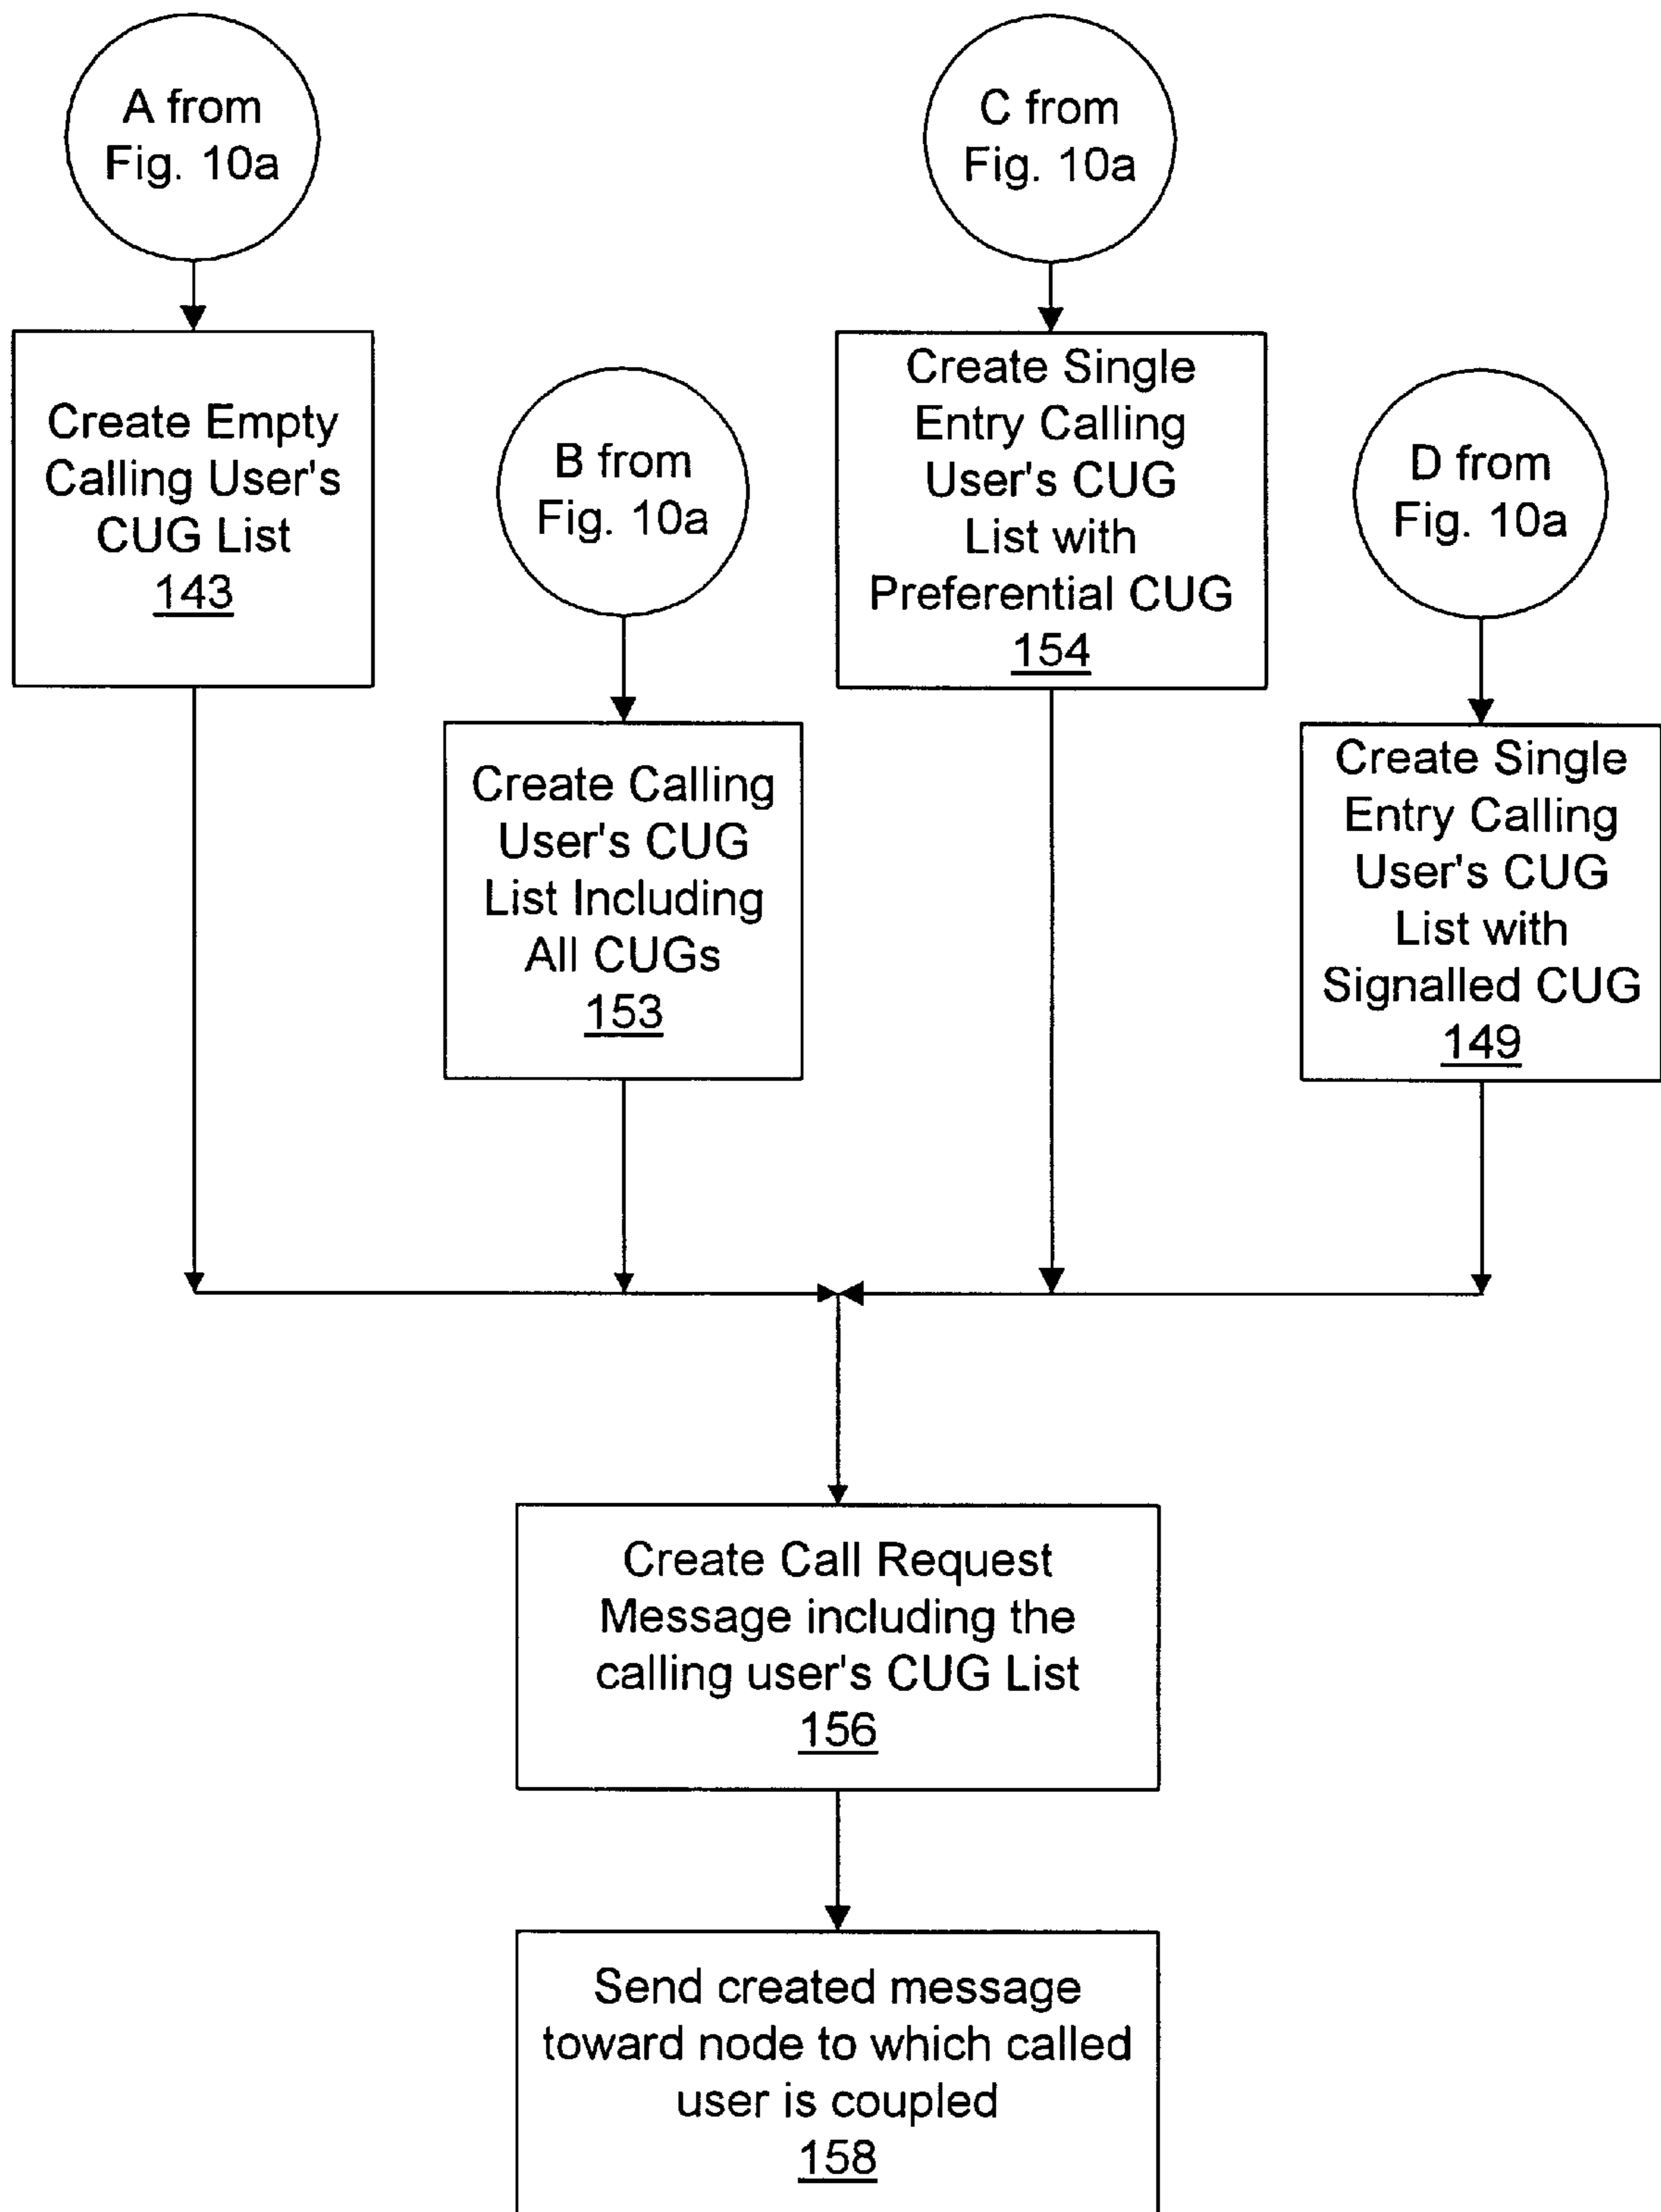 A from
Fig. 10a
C from
Fig. 10a
Create Empty
Calling User's
CUG List
143
B from
Fig. 10a
Create Single
Entry Calling
User's CUG
List with
Preferential CUG
154
D from
Fig. 10a
Create Calling
User's CUG
List Including
All CUGs
153
Create Single
Entry Calling
User's CUG
List with
Signalled CUG
149
Create Call Request
Message including the
calling user's CUG List
156
Send created message
toward node to which called
user is coupled
158